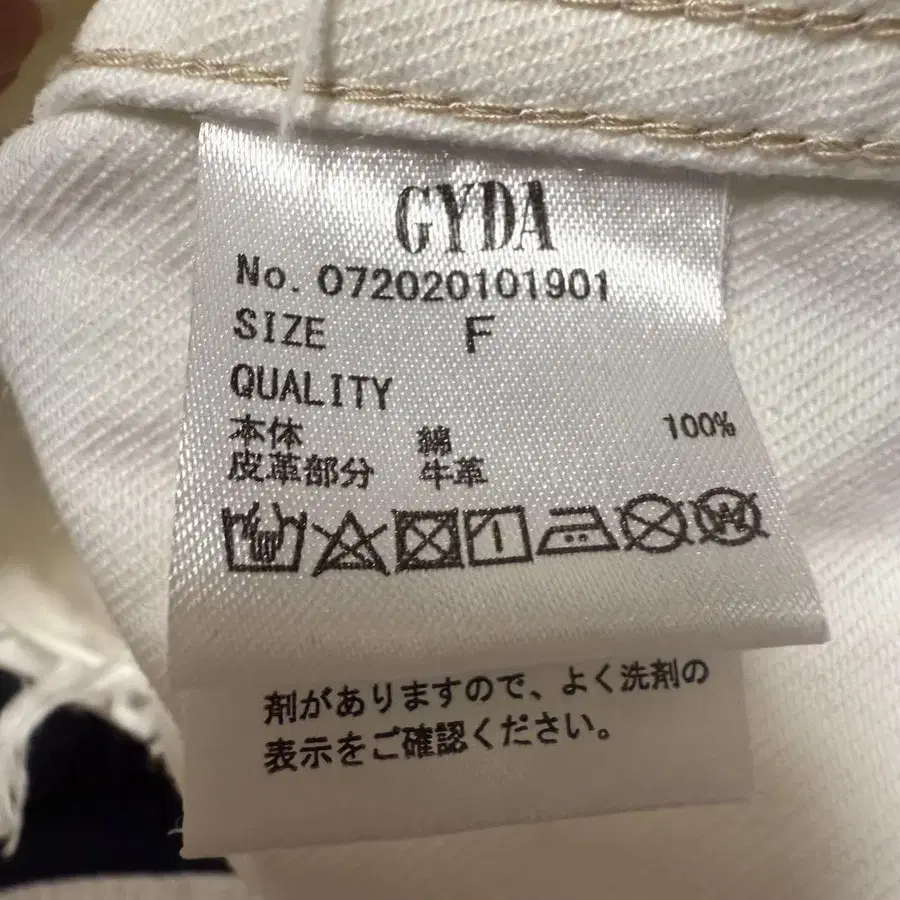 GYDA
No. 072020101901
SIZE F
QUALITY
本体 綿 100%
皮革部分 牛革
剤がありますので、よく洗剤の
表示をご確認ください。